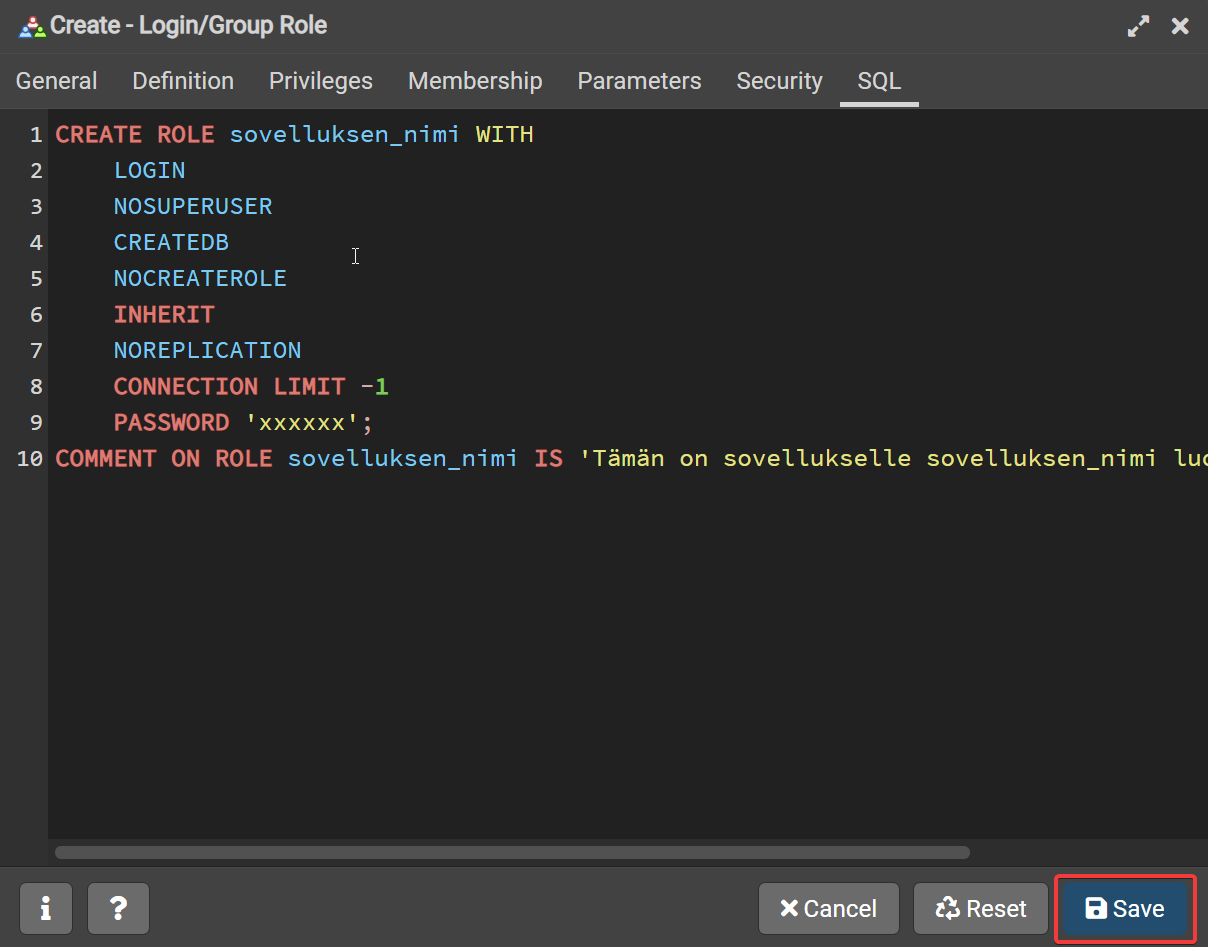 Create - Login/Group Role
General Definition Privileges Membership Parameters Security SQL
1 CREATE ROLE sovelluksen_nimi WITH
2 LOGIN
3 NOSUPERUSER
4 CREATEDB
5 NOCREATEROLE
6 INHERIT
7 NOREPLICATION
8 CONNECTION LIMIT -1
9 PASSWORD 'xxxxxx';
10 COMMENT ON ROLE sovelluksen_nimi IS 'Tämän on sovellukselle sovelluksen_nimi
i ? Cancel Reset Save